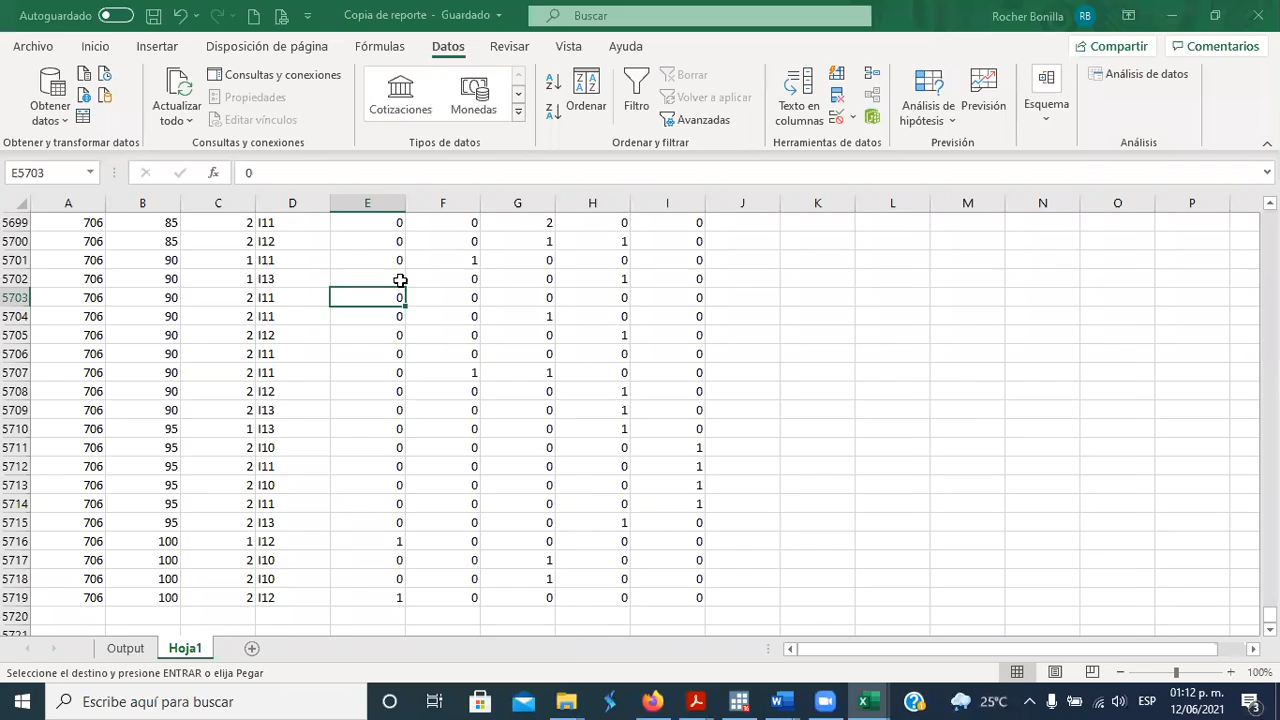 Autoguardado Copia de reporte - Guardado Buscar Rocher Bonilla RB
Archivo Inicio Insertar Disposición de página Fórmulas Datos Revisar Vista Ayuda Compartir Comentarios
Obtener datos
Actualizar todo
Consultas y conexiones
Propiedades
Editar vínculos
Cotizaciones Monedas
Ordenar
Filtro
Borrar
Volver a aplicar
Avanzadas
Texto en columnas
Análisis de hipótesis
Previsión
Esquema
Análisis de datos
Obtener y transformar datos Consultas y conexiones Tipos de datos Ordenar y filtrar Herramientas de datos Previsión Análisis
E5703 fx 0
A B C D E F G H I J K L M N O P
5699 706 85 2 I11 0 0 2 0 0
5700 706 85 2 I12 0 0 1 1 0
5701 706 90 1 I11 0 1 0 0 0
5702 706 90 1 I13 0 0 0 1 0
5703 706 90 2 I11 0 0 0 0 0
5704 706 90 2 I11 0 0 1 0 0
5705 706 90 2 I12 0 0 0 1 0
5706 706 90 2 I11 0 0 0 0 0
5707 706 90 2 I11 0 1 1 0 0
5708 706 90 2 I12 0 0 0 1 0
5709 706 90 2 I13 0 0 0 1 0
5710 706 95 1 I13 0 0 0 1 0
5711 706 95 2 I10 0 0 0 0 1
5712 706 95 2 I11 0 0 0 0 1
5713 706 95 2 I10 0 0 0 0 1
5714 706 95 2 I11 0 0 0 0 1
5715 706 95 2 I13 0 0 0 1 0
5716 706 100 1 I12 1 0 0 0 0
5717 706 100 2 I10 0 0 1 0 0
5718 706 100 2 I10 0 0 1 0 0
5719 706 100 2 I12 1 0 0 0 0
5720
5721
Output Hoja1
Seleccione el destino y presione ENTRAR o elija Pegar 100%
Escribe aquí para buscar 25°C ESP 01:12 p. m.
12/06/2021 3